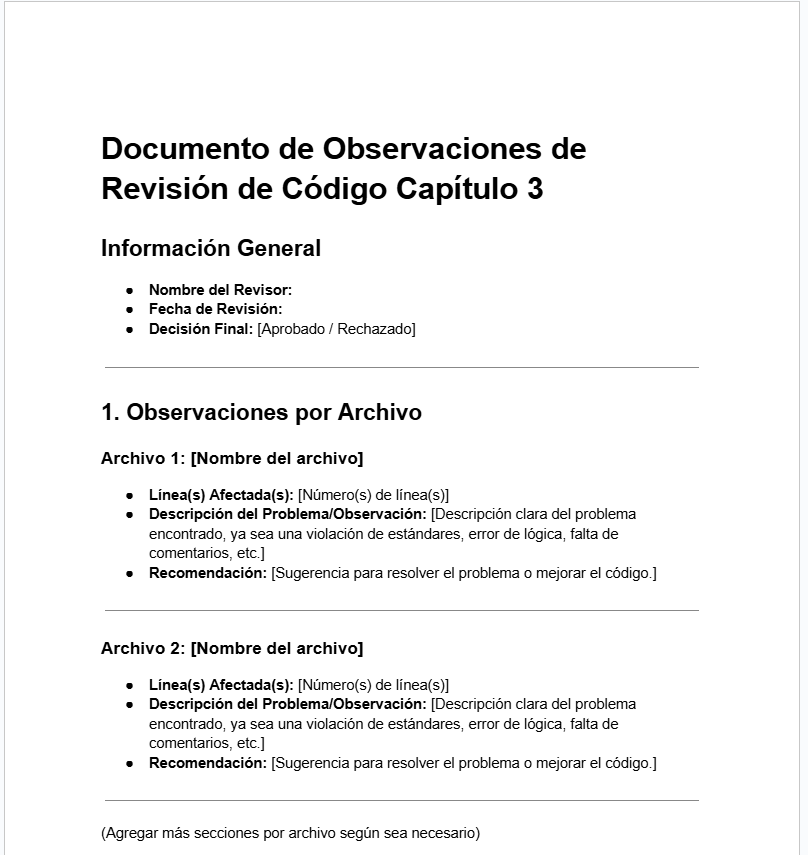 Documento de Observaciones de
Revisión de Código Capítulo 3
Información General
● Nombre del Revisor:
● Fecha de Revisión:
● Decisión Final: [Aprobado / Rechazado]
1. Observaciones por Archivo
Archivo 1: [Nombre del archivo]
● Línea(s) Afectada(s): [Número(s) de línea(s)]
● Descripción del Problema/Observación: [Descripción clara del problema
encontrado, ya sea una violación de estándares, error de lógica, falta de
comentarios, etc.]
● Recomendación: [Sugerencia para resolver el problema o mejorar el código.]
Archivo 2: [Nombre del archivo]
● Línea(s) Afectada(s): [Número(s) de línea(s)]
● Descripción del Problema/Observación: [Descripción clara del problema
encontrado, ya sea una violación de estándares, error de lógica, falta de
comentarios, etc.]
● Recomendación: [Sugerencia para resolver el problema o mejorar el código.]
(Agregar más secciones por archivo según sea necesario)